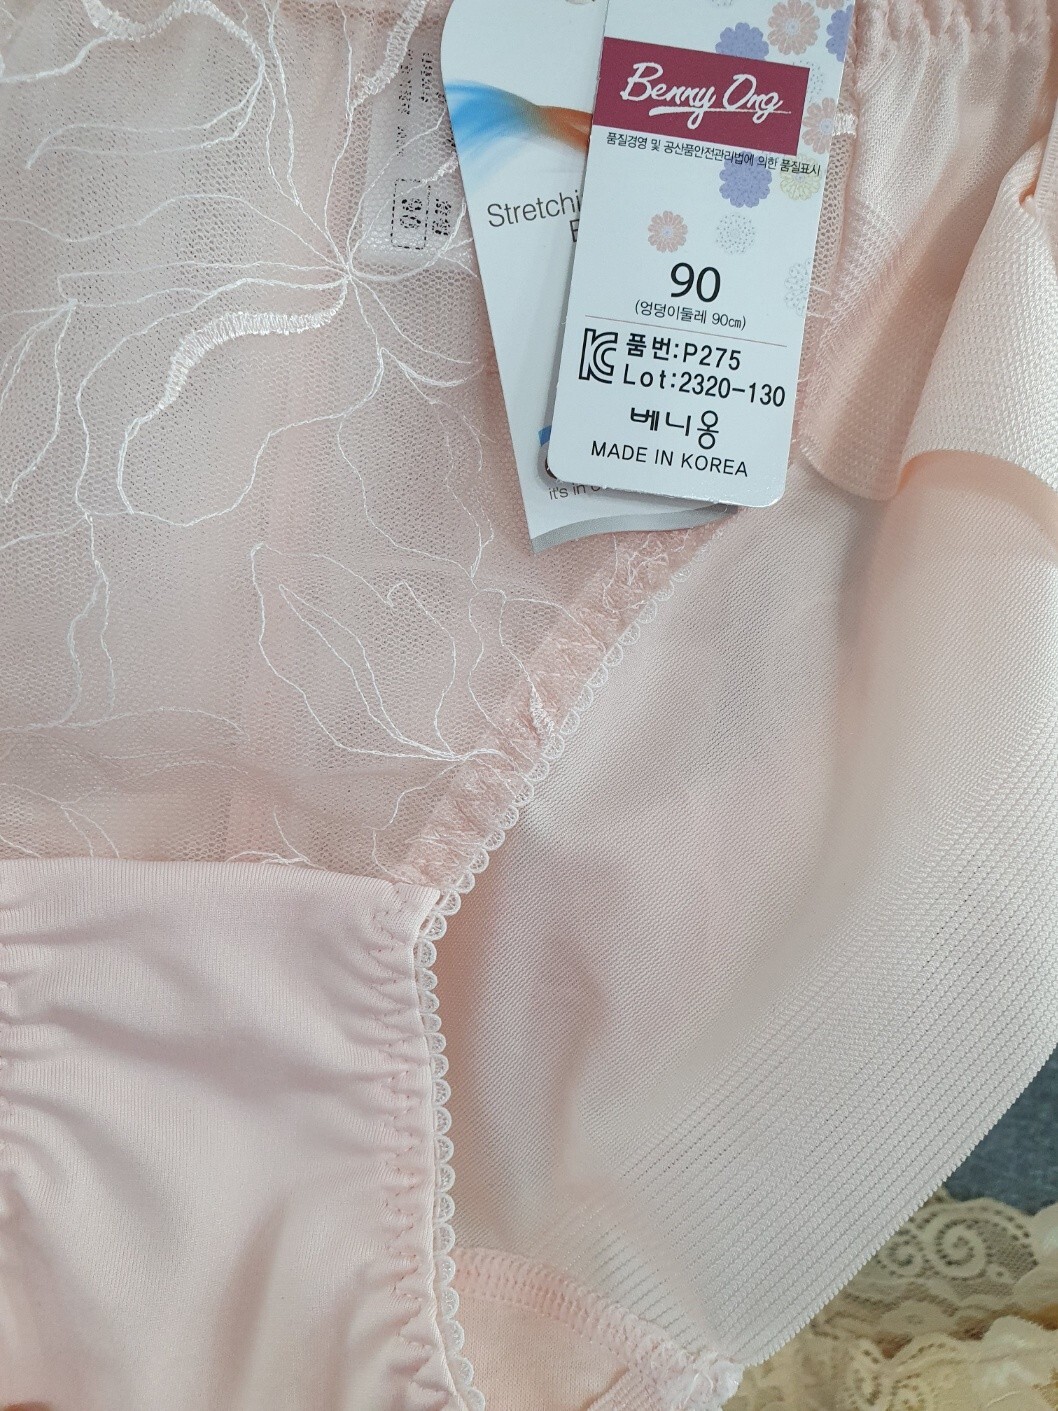 Benny Ong
품질경영 및 공산품안전관리법에 의한 품질표시
Stretchi
90
(엉덩이둘레 90㎝)
품번:P275
Lot:2320-130
베니옹
MADE IN KOREA
it's in
90